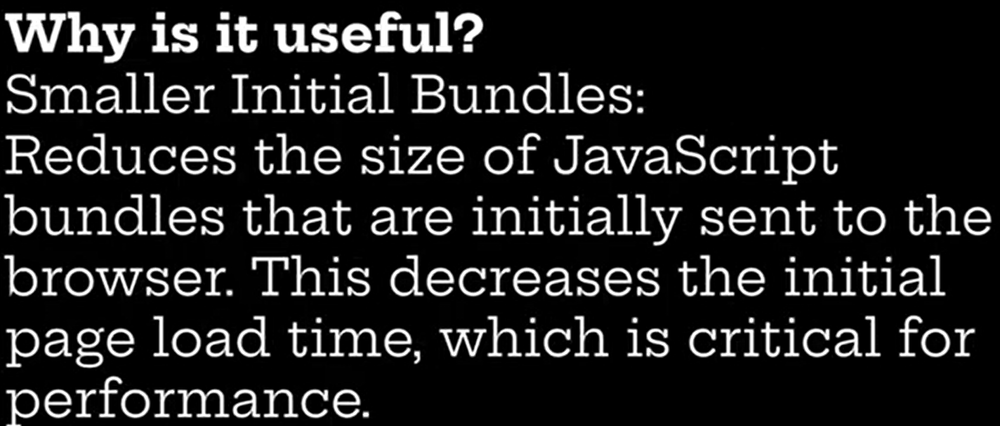 Why is it useful?
Smaller Initial Bundles:
Reduces the size of JavaScript
bundles that are initially sent to the
browser. This decreases the initial
page load time, which is critical for
performance.